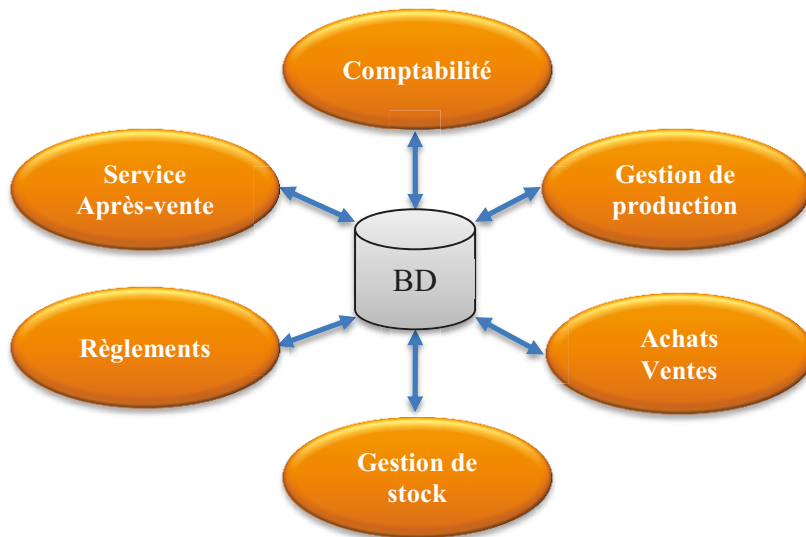 Comptabilité
Service
Après-vente
Gestion de
production
BD
Règlements
Achats
Ventes
Gestion de
stock